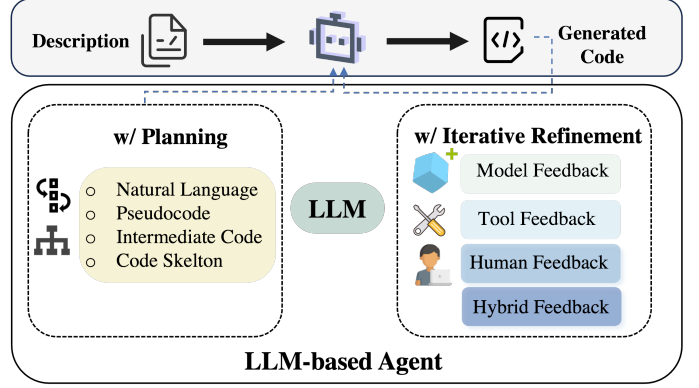 Description
</>
Generated
Code
w/ Planning
Natural Language
Pseudocode
Intermediate Code
Code Skelton
LLM
w/ Iterative Refinement
Model Feedback
Tool Feedback
Human Feedback
Hybrid Feedback
LLM-based Agent